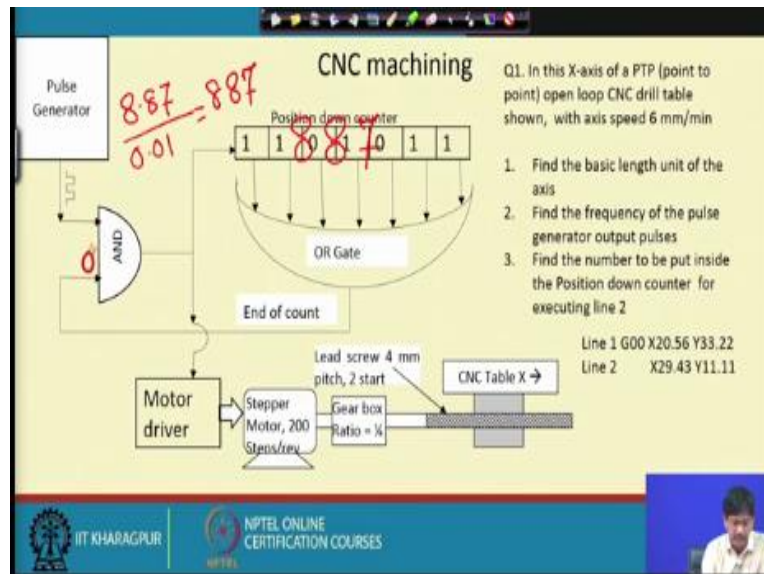 CNC machining
Pulse
Generator
8.87
0.01
=887
Position down counter
1 1 0 1 0 1 1
887
OR Gate
AND
0
End of count
Lead screw 4 mm
pitch, 2 start
CNC Table X →
Motor
driver
Stepper
Motor, 200
Steps/rev
Gear box
Ratio = ¼
Q1. In this X-axis of a PTP (point to
point) open loop CNC drill table
shown, with axis speed 6 mm/min
1. Find the basic length unit of the
axis
2. Find the frequency of the pulse
generator output pulses
3. Find the number to be put inside
the Position down counter for
executing line 2
Line 1 G00 X20.56 Y33.22
Line 2 X29.43 Y11.11
IIT KHARAGPUR
NPTEL
NPTEL ONLINE
CERTIFICATION COURSES